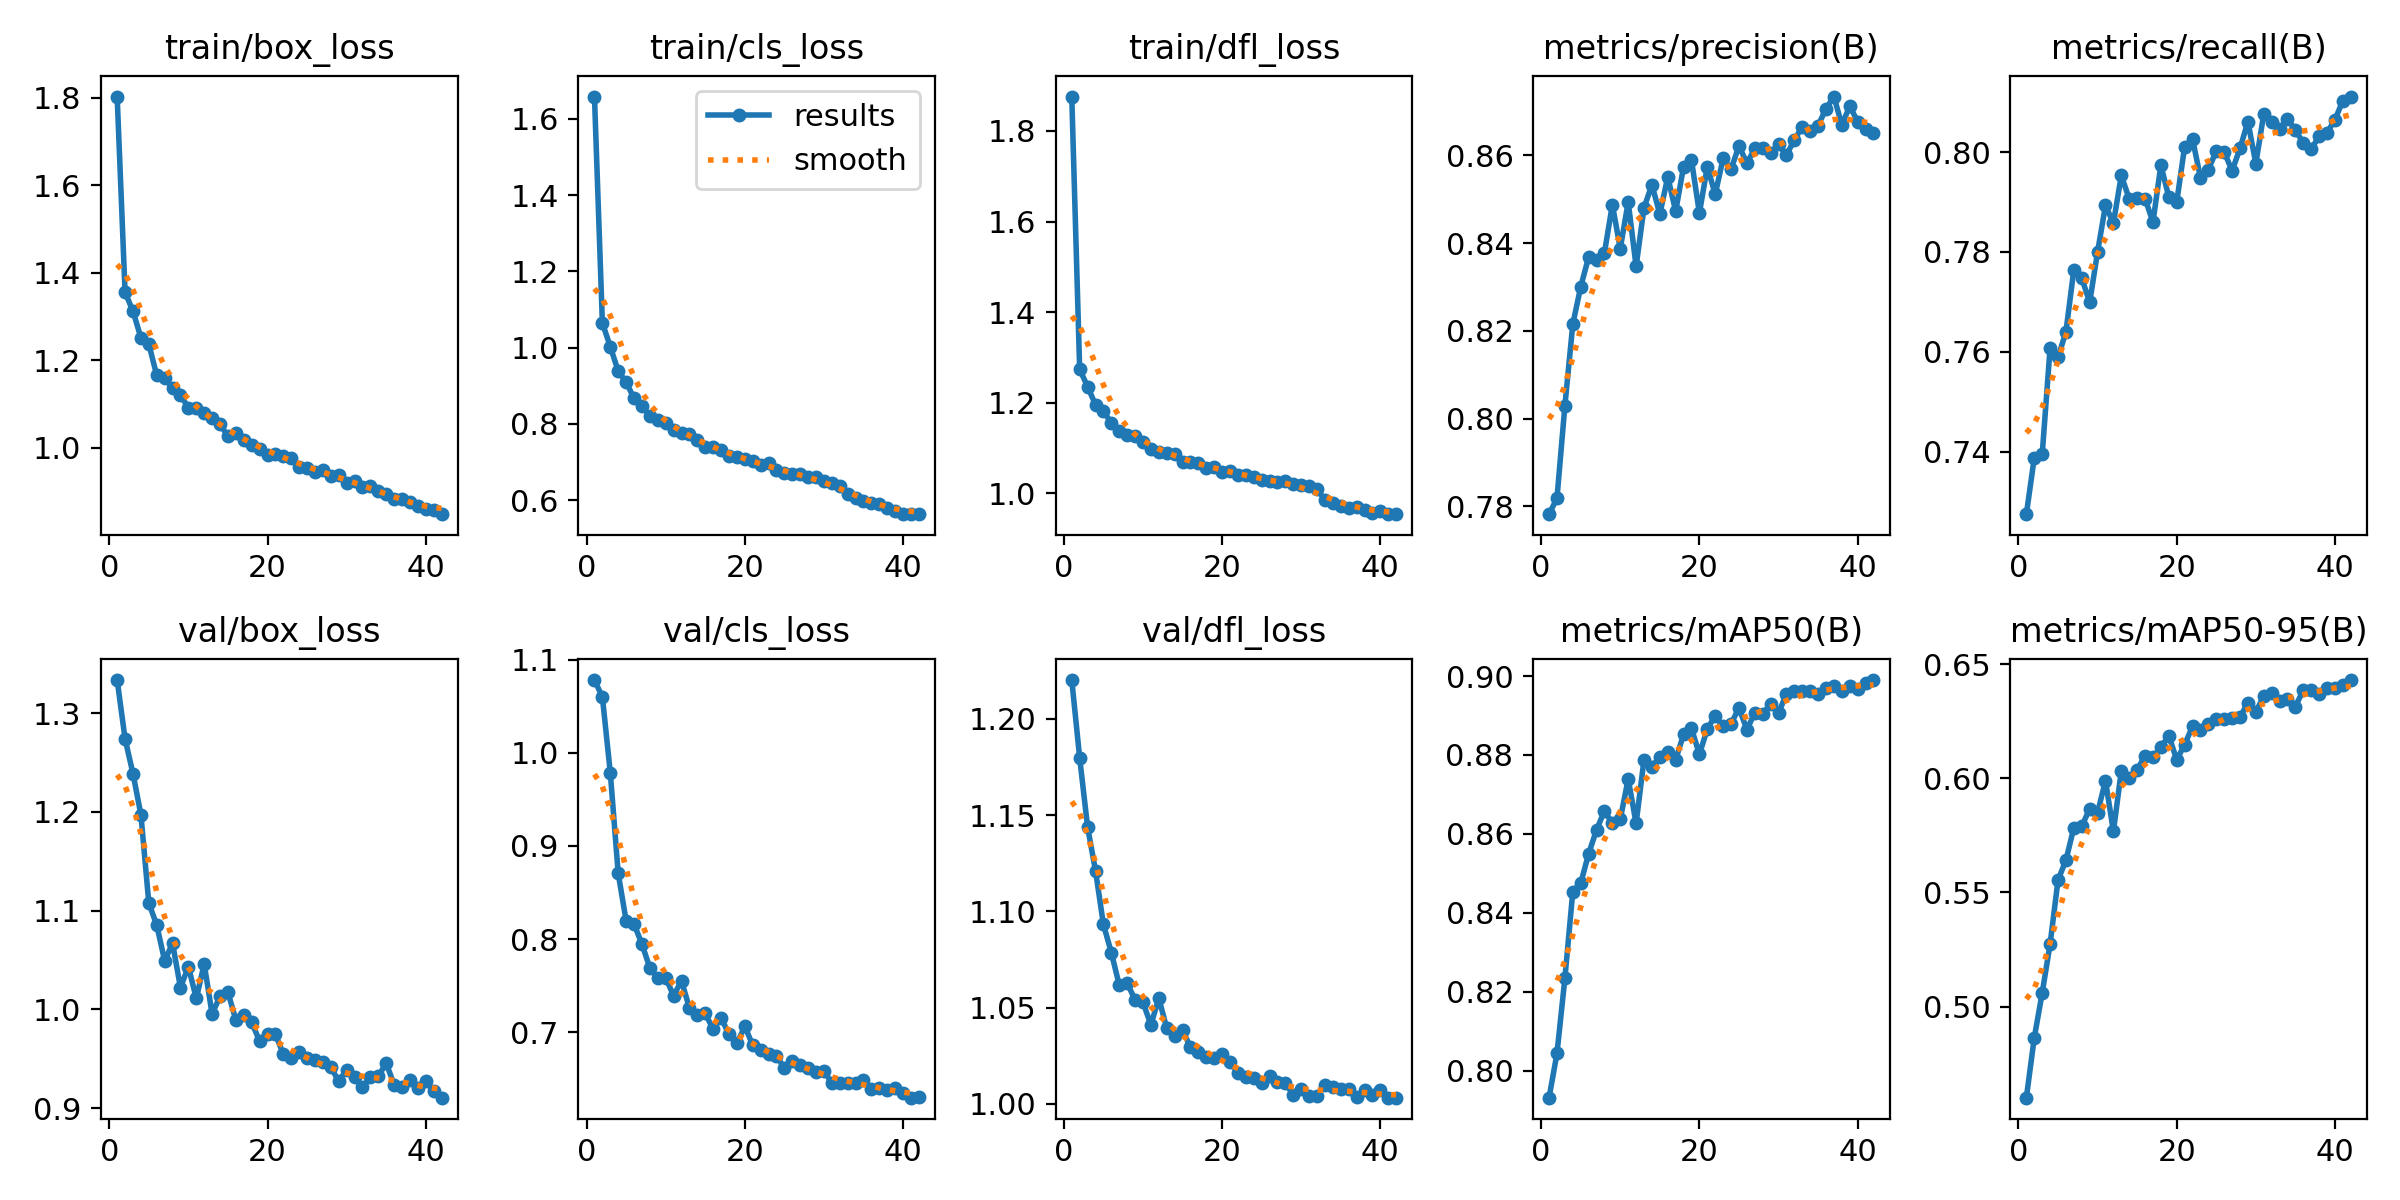 train/box_loss
1.8
1.6
1.4
1.2
1.0
0 20 40
train/cls_loss
results
smooth
1.6
1.4
1.2
1.0
0.8
0.6
0 20 40
train/dfl_loss
1.8
1.6
1.4
1.2
1.0
0 20 40
metrics/precision(B)
0.86
0.84
0.82
0.80
0.78
0 20 40
metrics/recall(B)
0.80
0.78
0.76
0.74
0 20 40
val/box_loss
1.3
1.2
1.1
1.0
0.9
0 20 40
val/cls_loss
1.1
1.0
0.9
0.8
0.7
0 20 40
val/dfl_loss
1.20
1.15
1.10
1.05
1.00
0 20 40
metrics/mAP50(B)
0.90
0.88
0.86
0.84
0.82
0.80
0 20 40
metrics/mAP50-95(B)
0.65
0.60
0.55
0.50
0 20 40